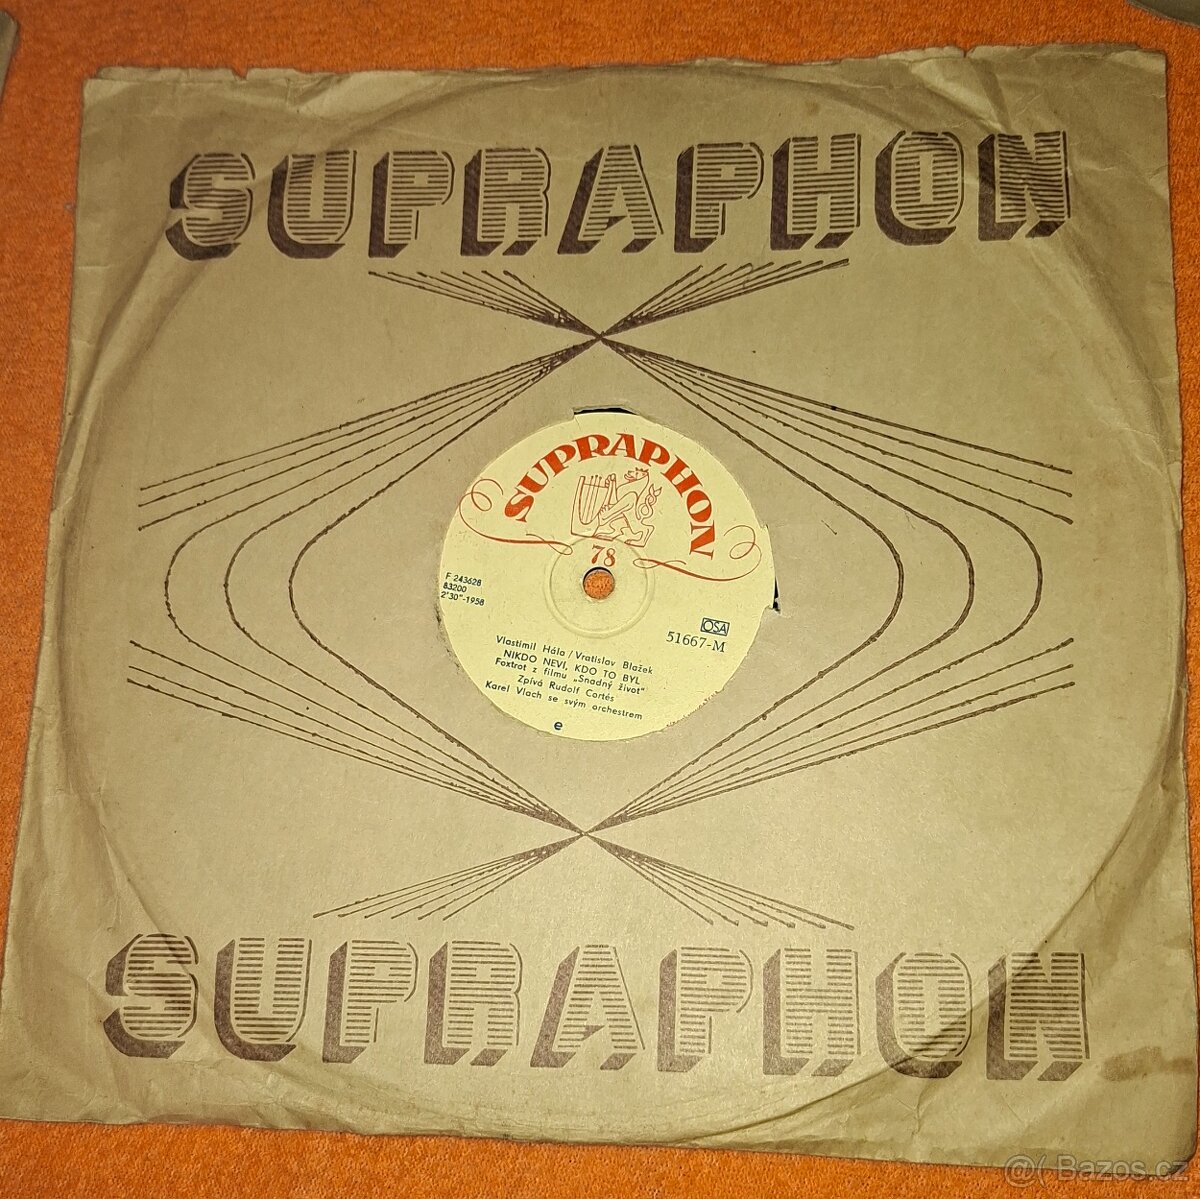 SUPRAPHON
SUPRAPHON
78
F 243628
83200
2'30"-1958
OSA
51667-M
Vlastimil Hála / Vratislav Blažek
NIKDO NEVÍ, KDO TO BYL
Foxtrot z filmu „Snadný život"
Zpívá Rudolf Cortés
Karel Vlach se svým orchestrem
e
SUPRAPHON
@( Bazos.cz